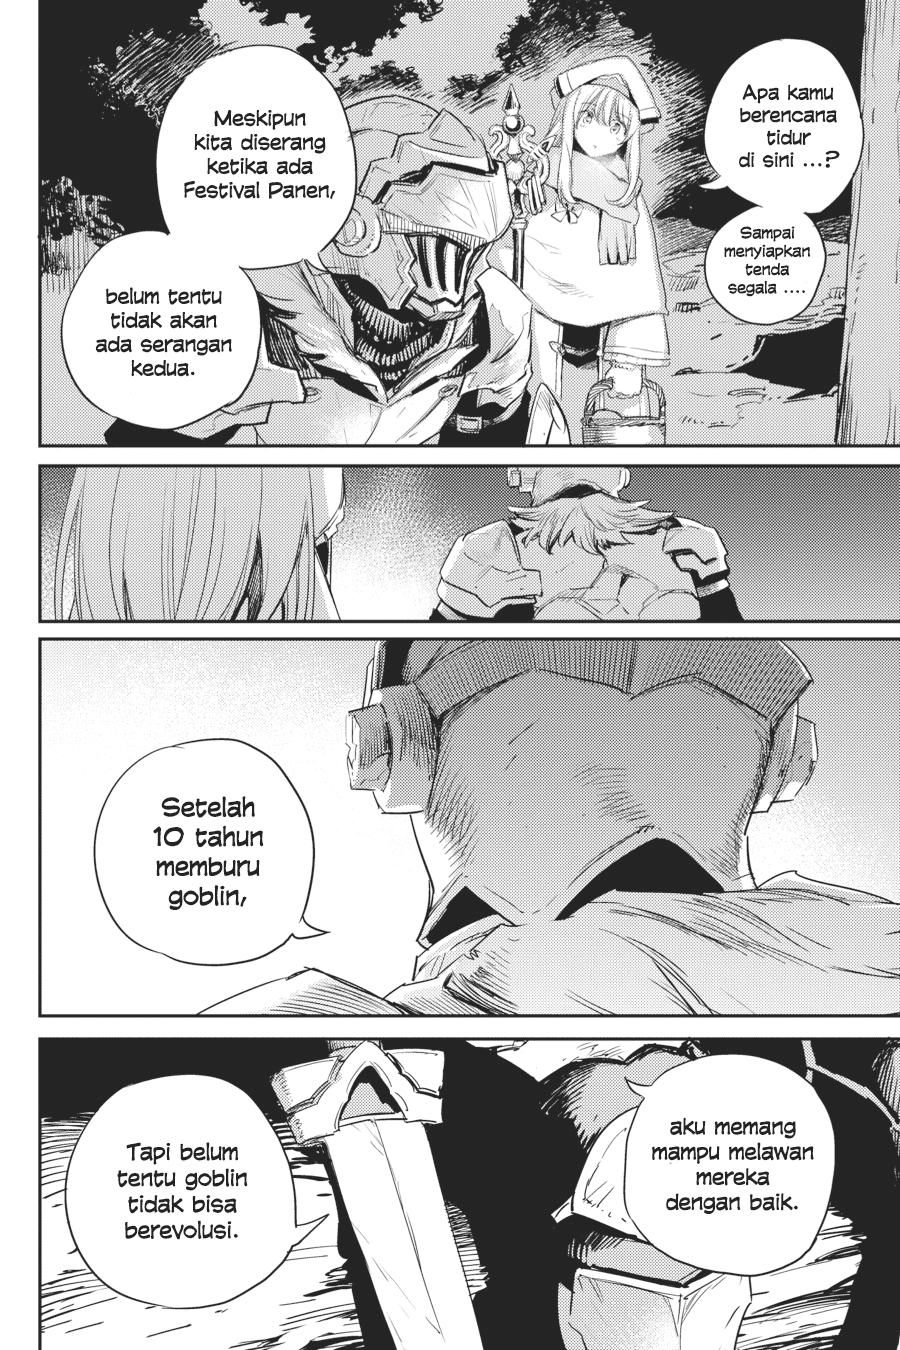 Apa kamu
berencana
tidur
di sini ...?
Sampai
menyiapkan
tenda
segala ....
Meskipun
kita diserang
ketika ada
Festival Panen,
belum tentu
tidak akan
ada serangan
kedua.
Setelah
10 tahun
memburu
goblin,
aku memang
mampu melawan
mereka
dengan baik.
Tapi belum
tentu goblin
tidak bisa
berevolusi.